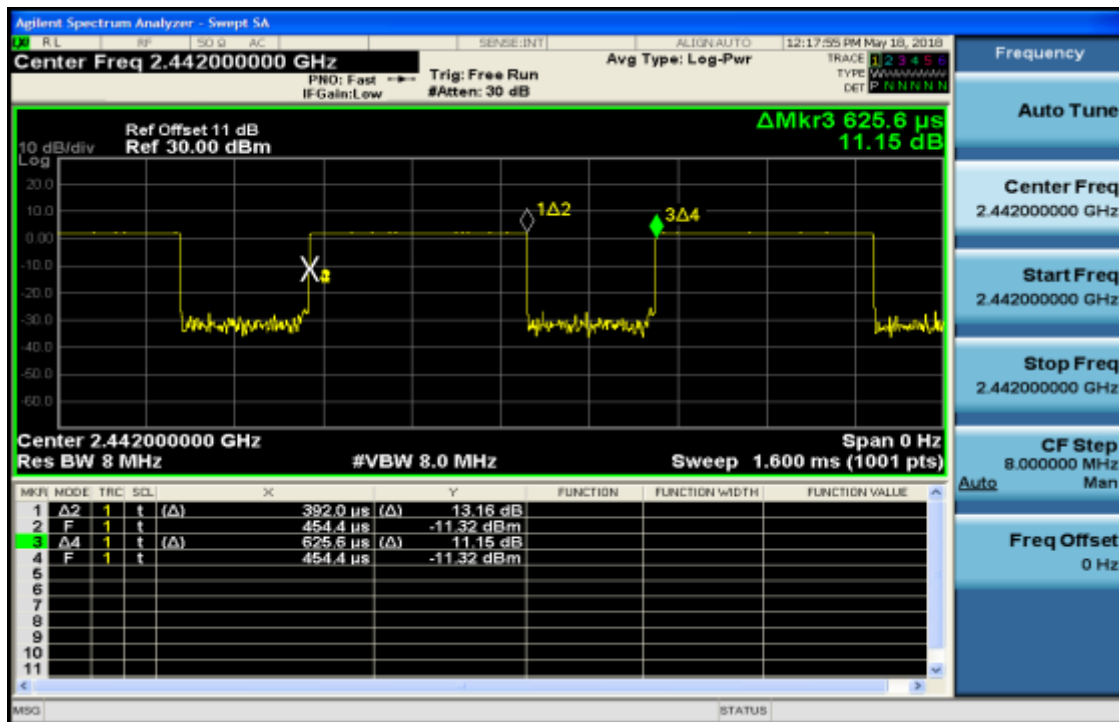 Agilent Spectrum Analyzer - Swept SA
RL RF 50 Ω AC SENSE:INT ALIGN AUTO 12:17:55 PM May 18, 2018
Center Freq 2.442000000 GHz
PNO: Fast
IFGain:Low
Trig: Free Run
#Atten: 30 dB
Avg Type: Log-Pwr
TRACE 1 2 3 4 5 6
TYPE
DET P N N N N N
ΔMkr3 625.6 µs
11.15 dB
Ref Offset 11 dB
10 dB/div Ref 30.00 dBm
Log
20.0
10.0
0.00
-10.0
-20.0
-30.0
-40.0
-50.0
-60.0
1Δ2
3Δ4
X
Center 2.442000000 GHz Span 0 Hz
Res BW 8 MHz #VBW 8.0 MHz Sweep 1.600 ms (1001 pts)
MKR MODE TRC SCL X Y FUNCTION FUNCTION WIDTH FUNCTION VALUE
1 Δ2 1 t (Δ) 392.0 µs (Δ) 13.16 dB
2 F 1 t 454.4 µs -11.32 dBm
3 Δ4 1 t (Δ) 625.6 µs (Δ) 11.15 dB
4 F 1 t 454.4 µs -11.32 dBm
5
6
7
8
9
10
11
MSG STATUS
Frequency
Auto Tune
Center Freq
2.442000000 GHz
Start Freq
2.442000000 GHz
Stop Freq
2.442000000 GHz
CF Step
8.000000 MHz
Auto Man
Freq Offset
0 Hz